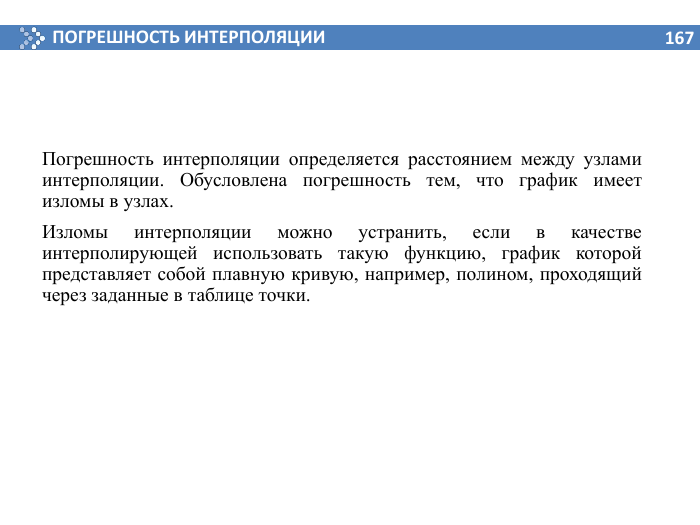 ПОГРЕШНОСТЬ ИНТЕРПОЛЯЦИИ 167
Погрешность интерполяции определяется расстоянием между узлами
интерполяции. Обусловлена погрешность тем, что график имеет
изломы в узлах.
Изломы интерполяции можно устранить, если в качестве
интерполирующей использовать такую функцию, график которой
представляет собой плавную кривую, например, полином, проходящий
через заданные в таблице точки.